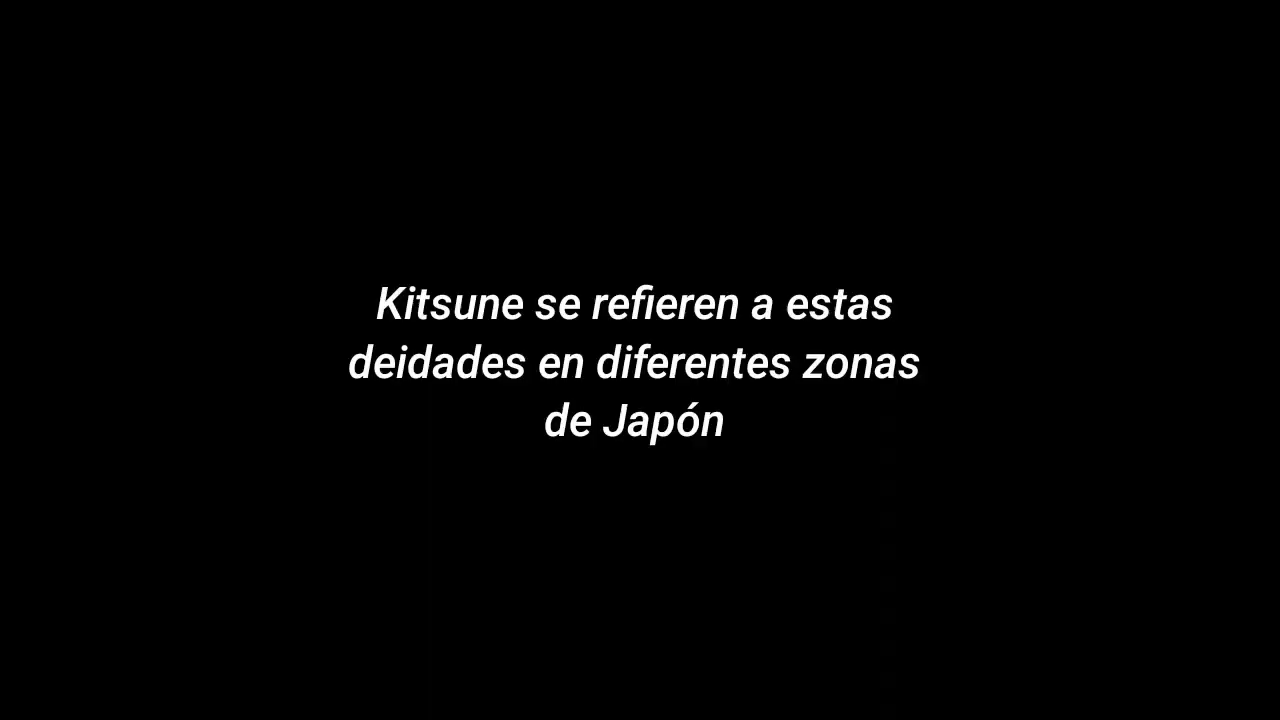 Kitsune se refieren a estas
deidades en diferentes zonas
de Japón